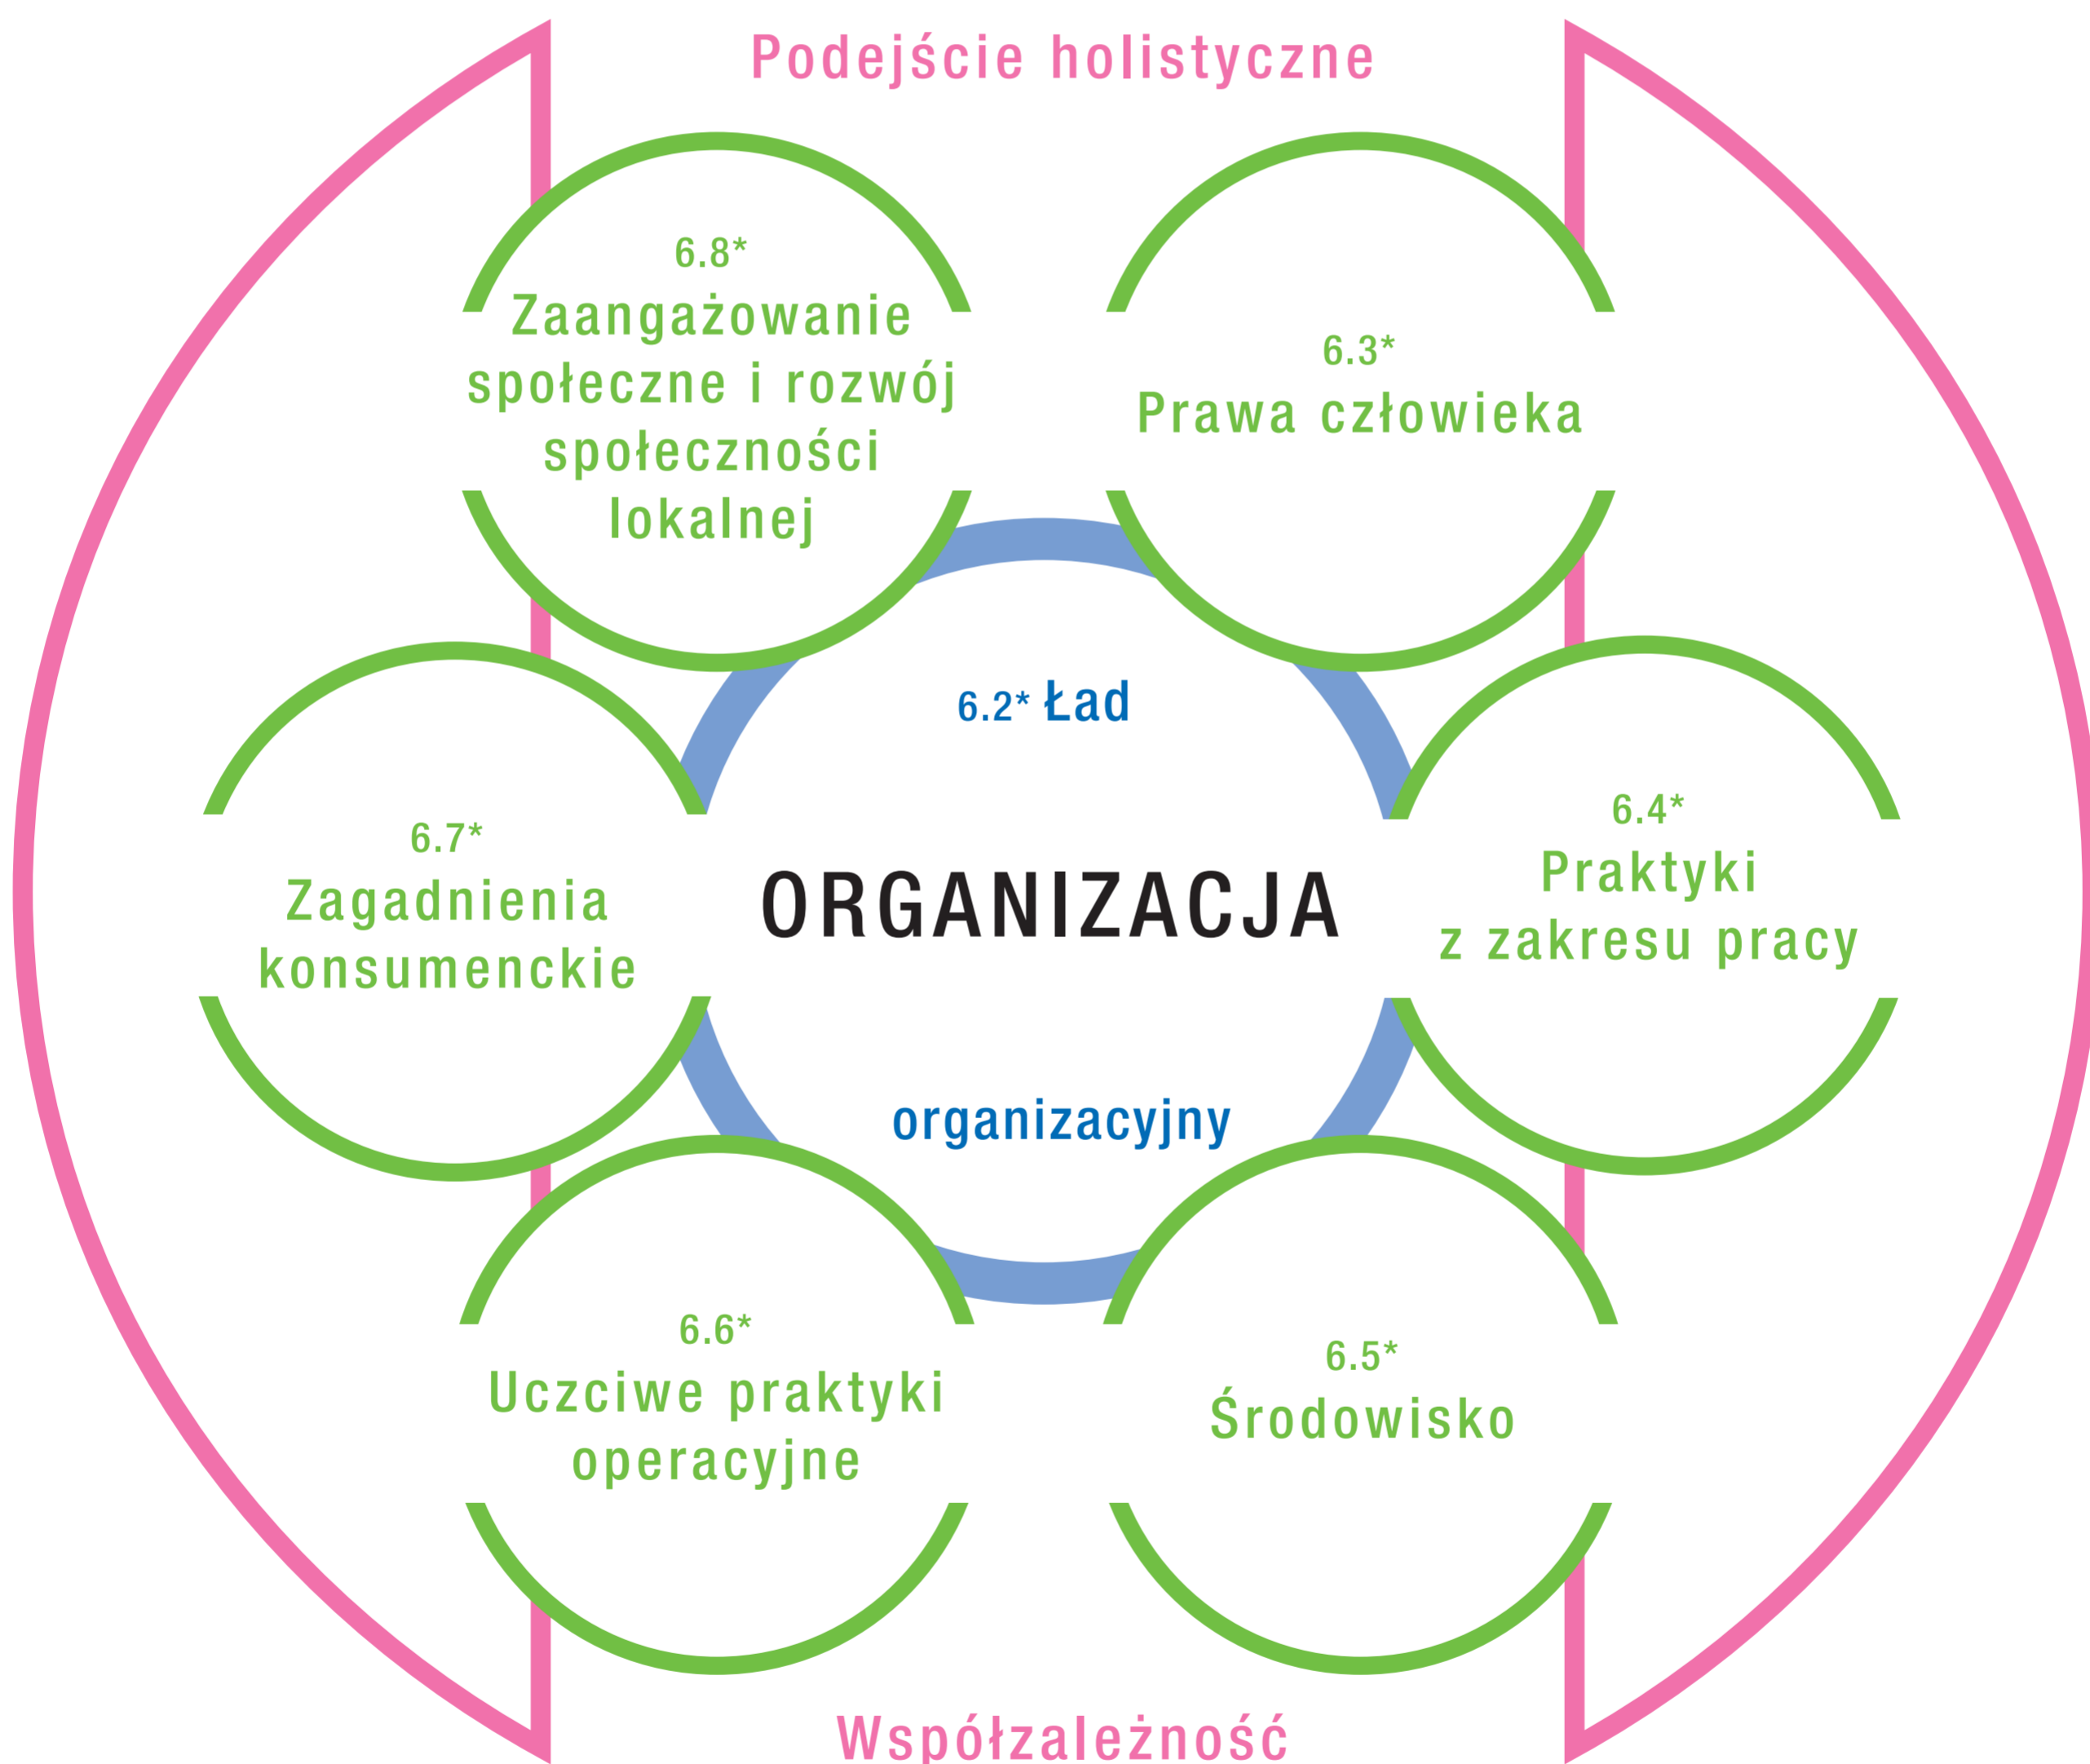 Podejście holistyczne
6.8*
Zaangażowanie
społeczne i rozwój
społeczności
lokalnej
6.3*
Prawa człowieka
6.2* Ład
6.7*
Zagadnienia
konsumenckie
ORGANIZACJA
6.4*
Praktyki
z zakresu pracy
organizacyjny
6.6*
Uczciwe praktyki
operacyjne
6.5*
Środowisko
Współzależność